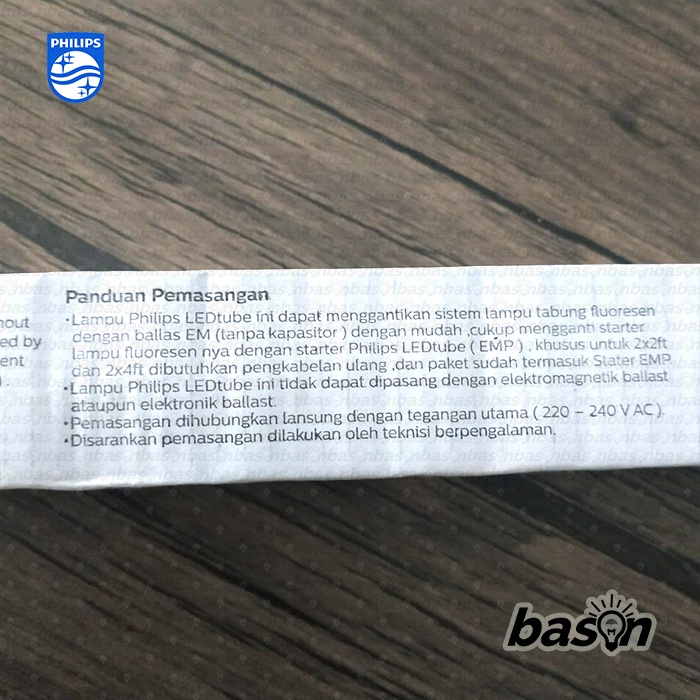 PHILIPS
Panduan Pemasangan
•Lampu Philips LEDtube ini dapat menggantikan sistem lampu tabung fluoresen
dengan ballas EM (tanpa kapasitor ) dengan mudah ,cukup mengganti starter
lampu fluoresen nya dengan starter Philips LEDtube ( EMP ) , khusus untuk 2x2ft
dan 2x4ft dibutuhkan pengkabelan ulang ,dan paket sudah termasuk Stater EMP.
•Lampu Philips LEDtube ini tidak dapat dipasang dengan elektromagnetik ballast
ataupun elektronik ballast.
•Pemasangan dihubungkan lansung dengan tegangan utama ( 220 – 240 V AC ).
•Disarankan pemasangan dilakukan oleh teknisi berpengalaman.
ed by
bason